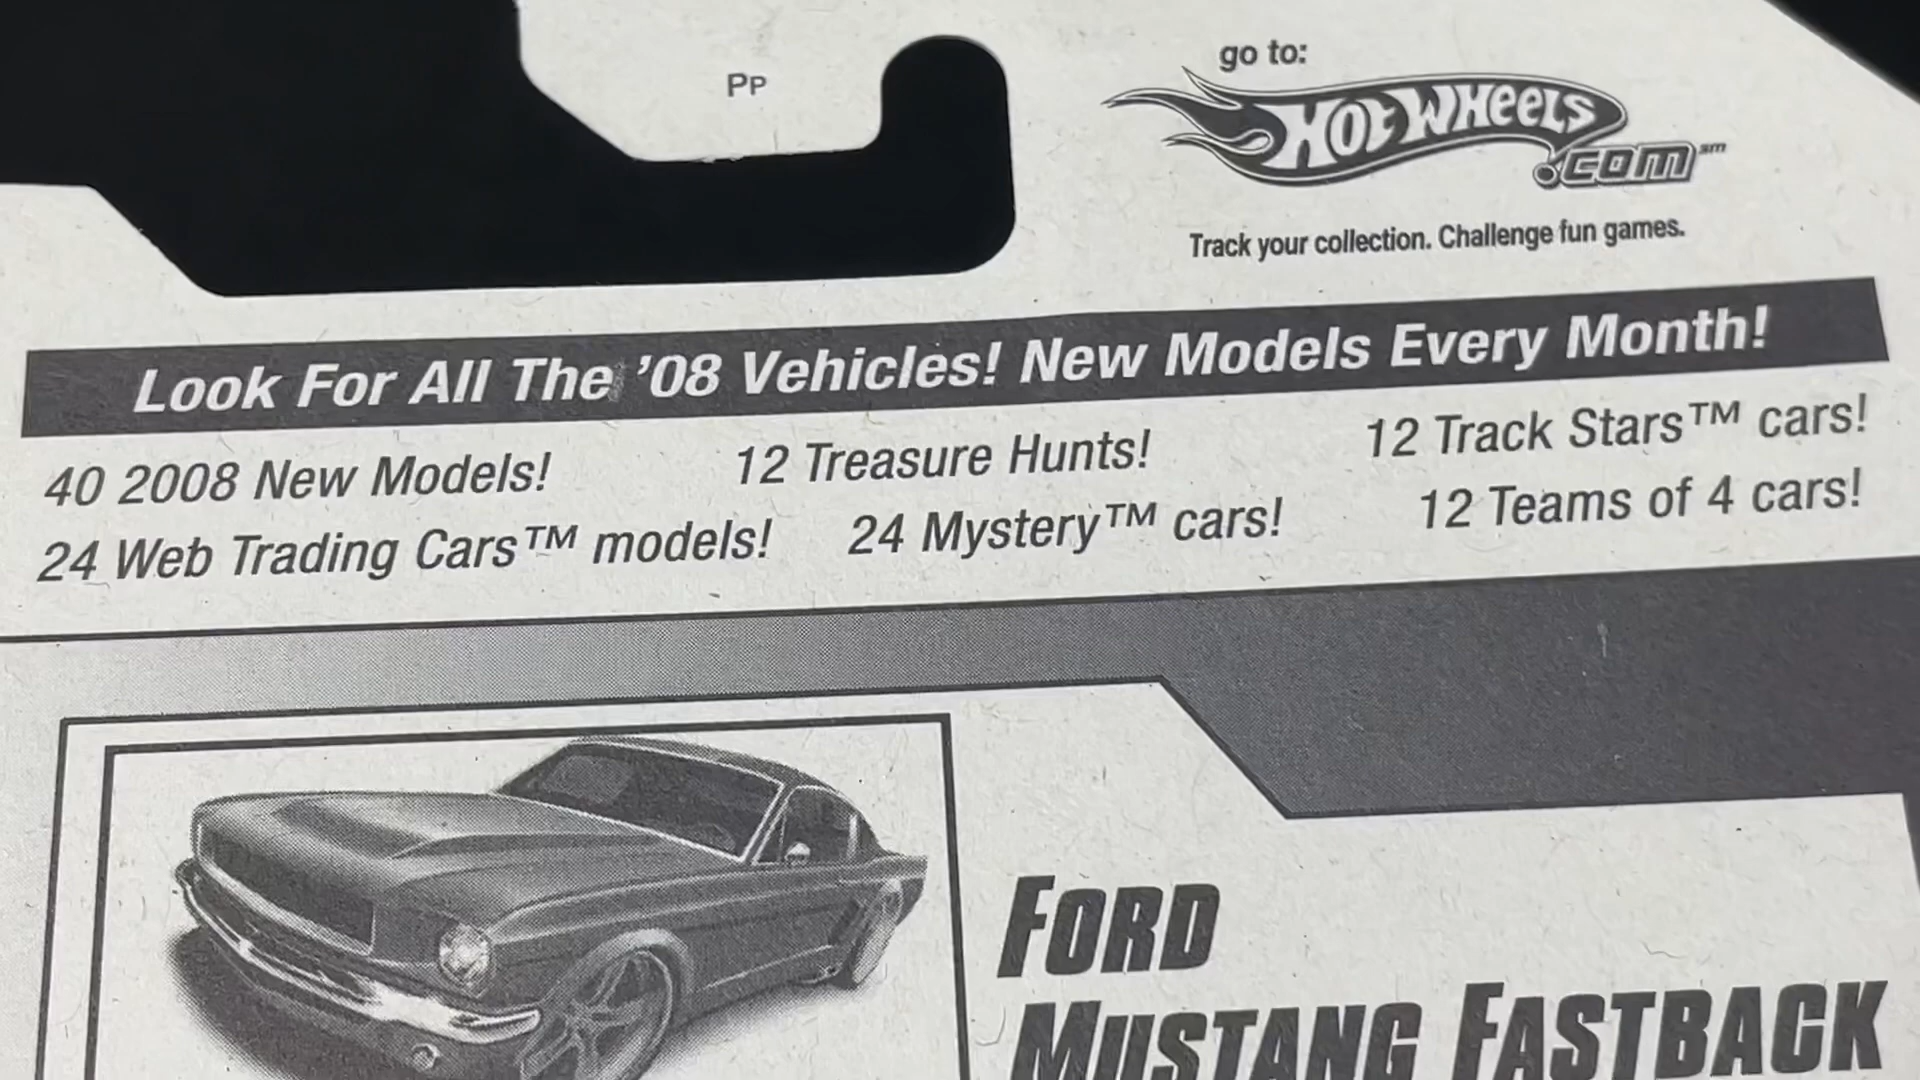 PP
go to:
HOT WHEELS
.COM℠
Track your collection. Challenge fun games.
Look For All The ’08 Vehicles! New Models Every Month!
40 2008 New Models! 12 Treasure Hunts! 12 Track Stars™ cars!
24 Web Trading Cars™ models! 24 Mystery™ cars! 12 Teams of 4 cars!
FORD
MUSTANG FASTBACK